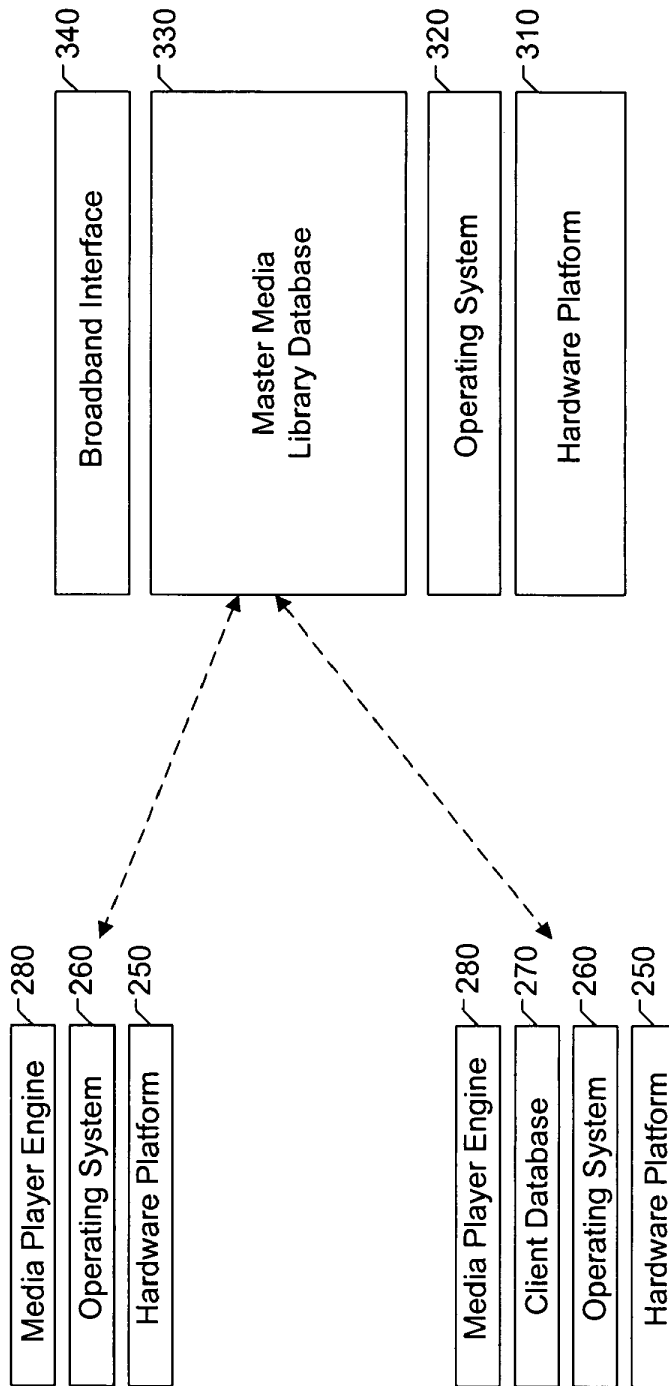 Media Player Engine
280
Operating System
260
Hardware Platform
250
Media Player Engine
280
Client Database
270
Operating System
260
Hardware Platform
250
Broadband Interface
340
Master Media
Library Database
330
Operating System
320
Hardware Platform
310